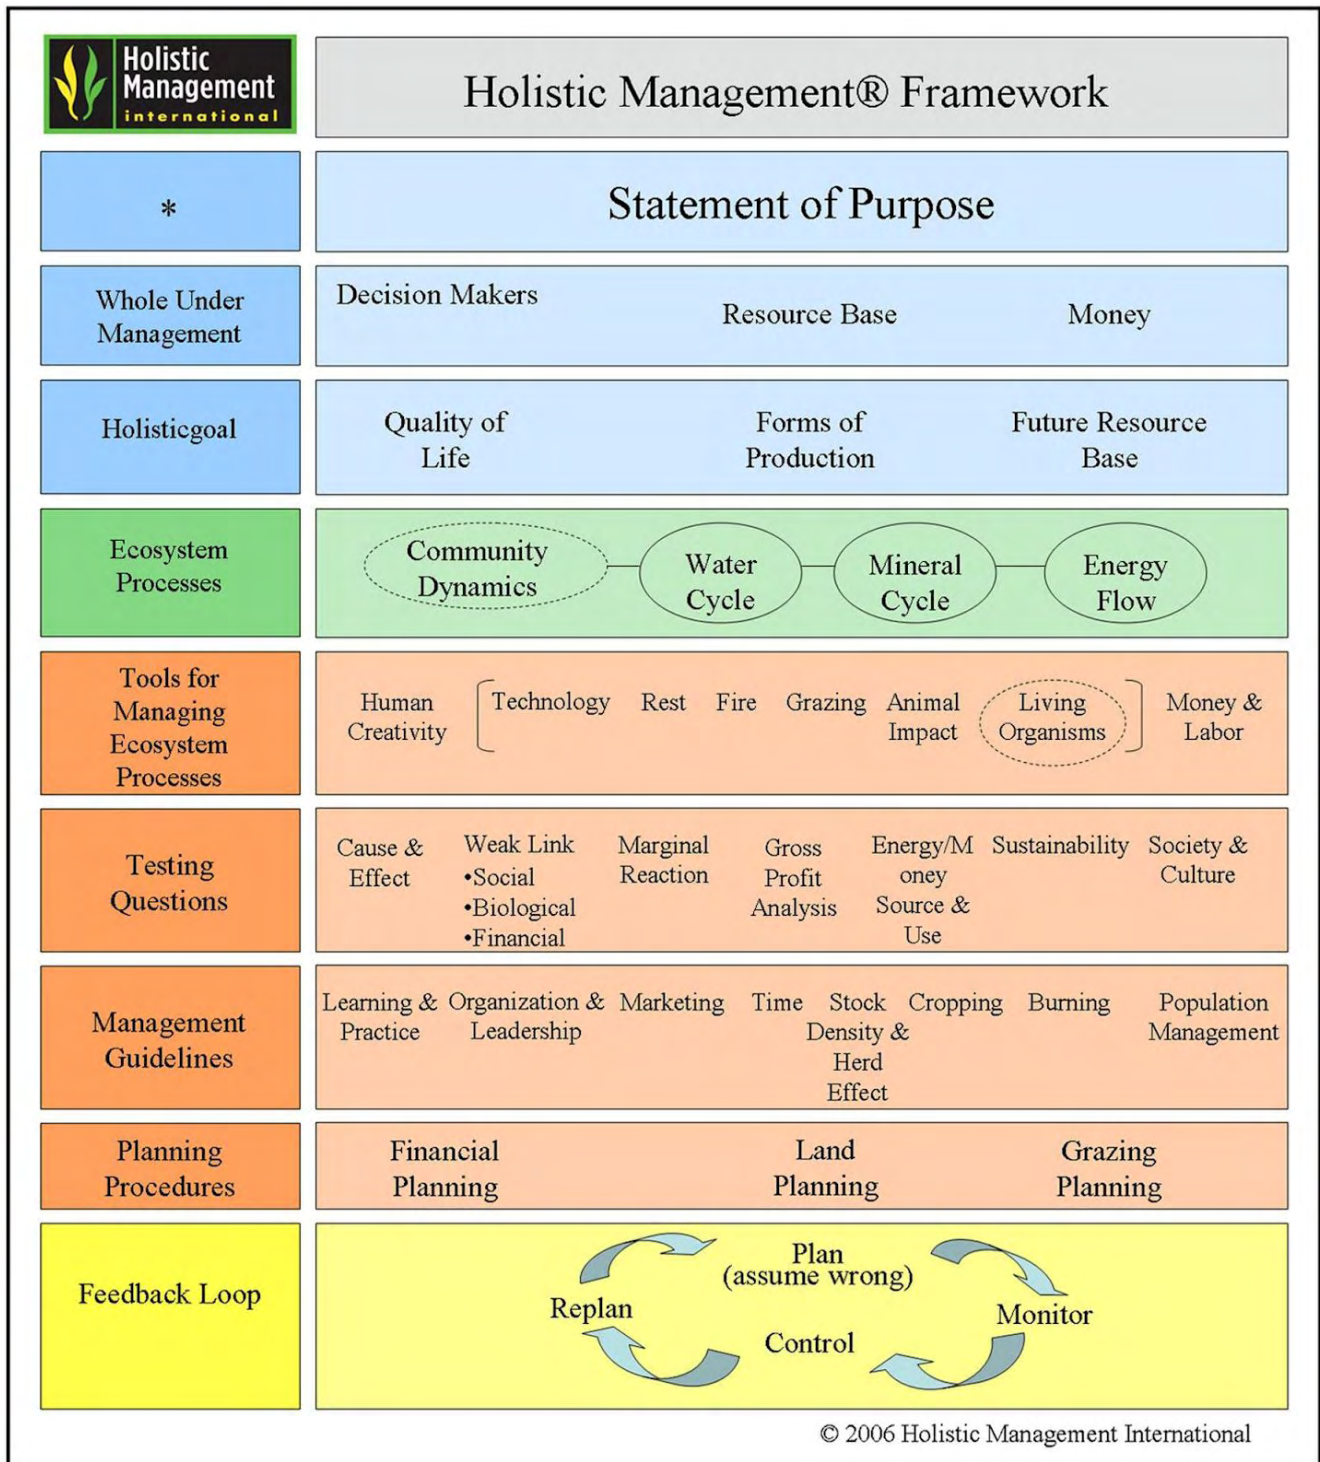 Holistic
Management
international
Holistic Management® Framework
*
Statement of Purpose
Whole Under
Management
Decision Makers
Resource Base
Money
Holisticgoal
Quality of
Life
Forms of
Production
Future Resource
Base
Ecosystem
Processes
Community
Dynamics
Water
Cycle
Mineral
Cycle
Energy
Flow
Tools for
Managing
Ecosystem
Processes
Human
Creativity
Technology
Rest
Fire
Grazing
Animal
Impact
Living
Organisms
Money &
Labor
Testing
Questions
Cause &
Effect
Weak Link
•Social
•Biological
•Financial
Marginal
Reaction
Gross
Profit
Analysis
Energy/M
oney
Source &
Use
Sustainability
Society &
Culture
Management
Guidelines
Learning &
Practice
Organization &
Leadership
Marketing
Time
Stock
Density &
Herd
Effect
Cropping
Burning
Population
Management
Planning
Procedures
Financial
Planning
Land
Planning
Grazing
Planning
Feedback Loop
Plan
(assume wrong)
Replan
Monitor
Control
© 2006 Holistic Management International